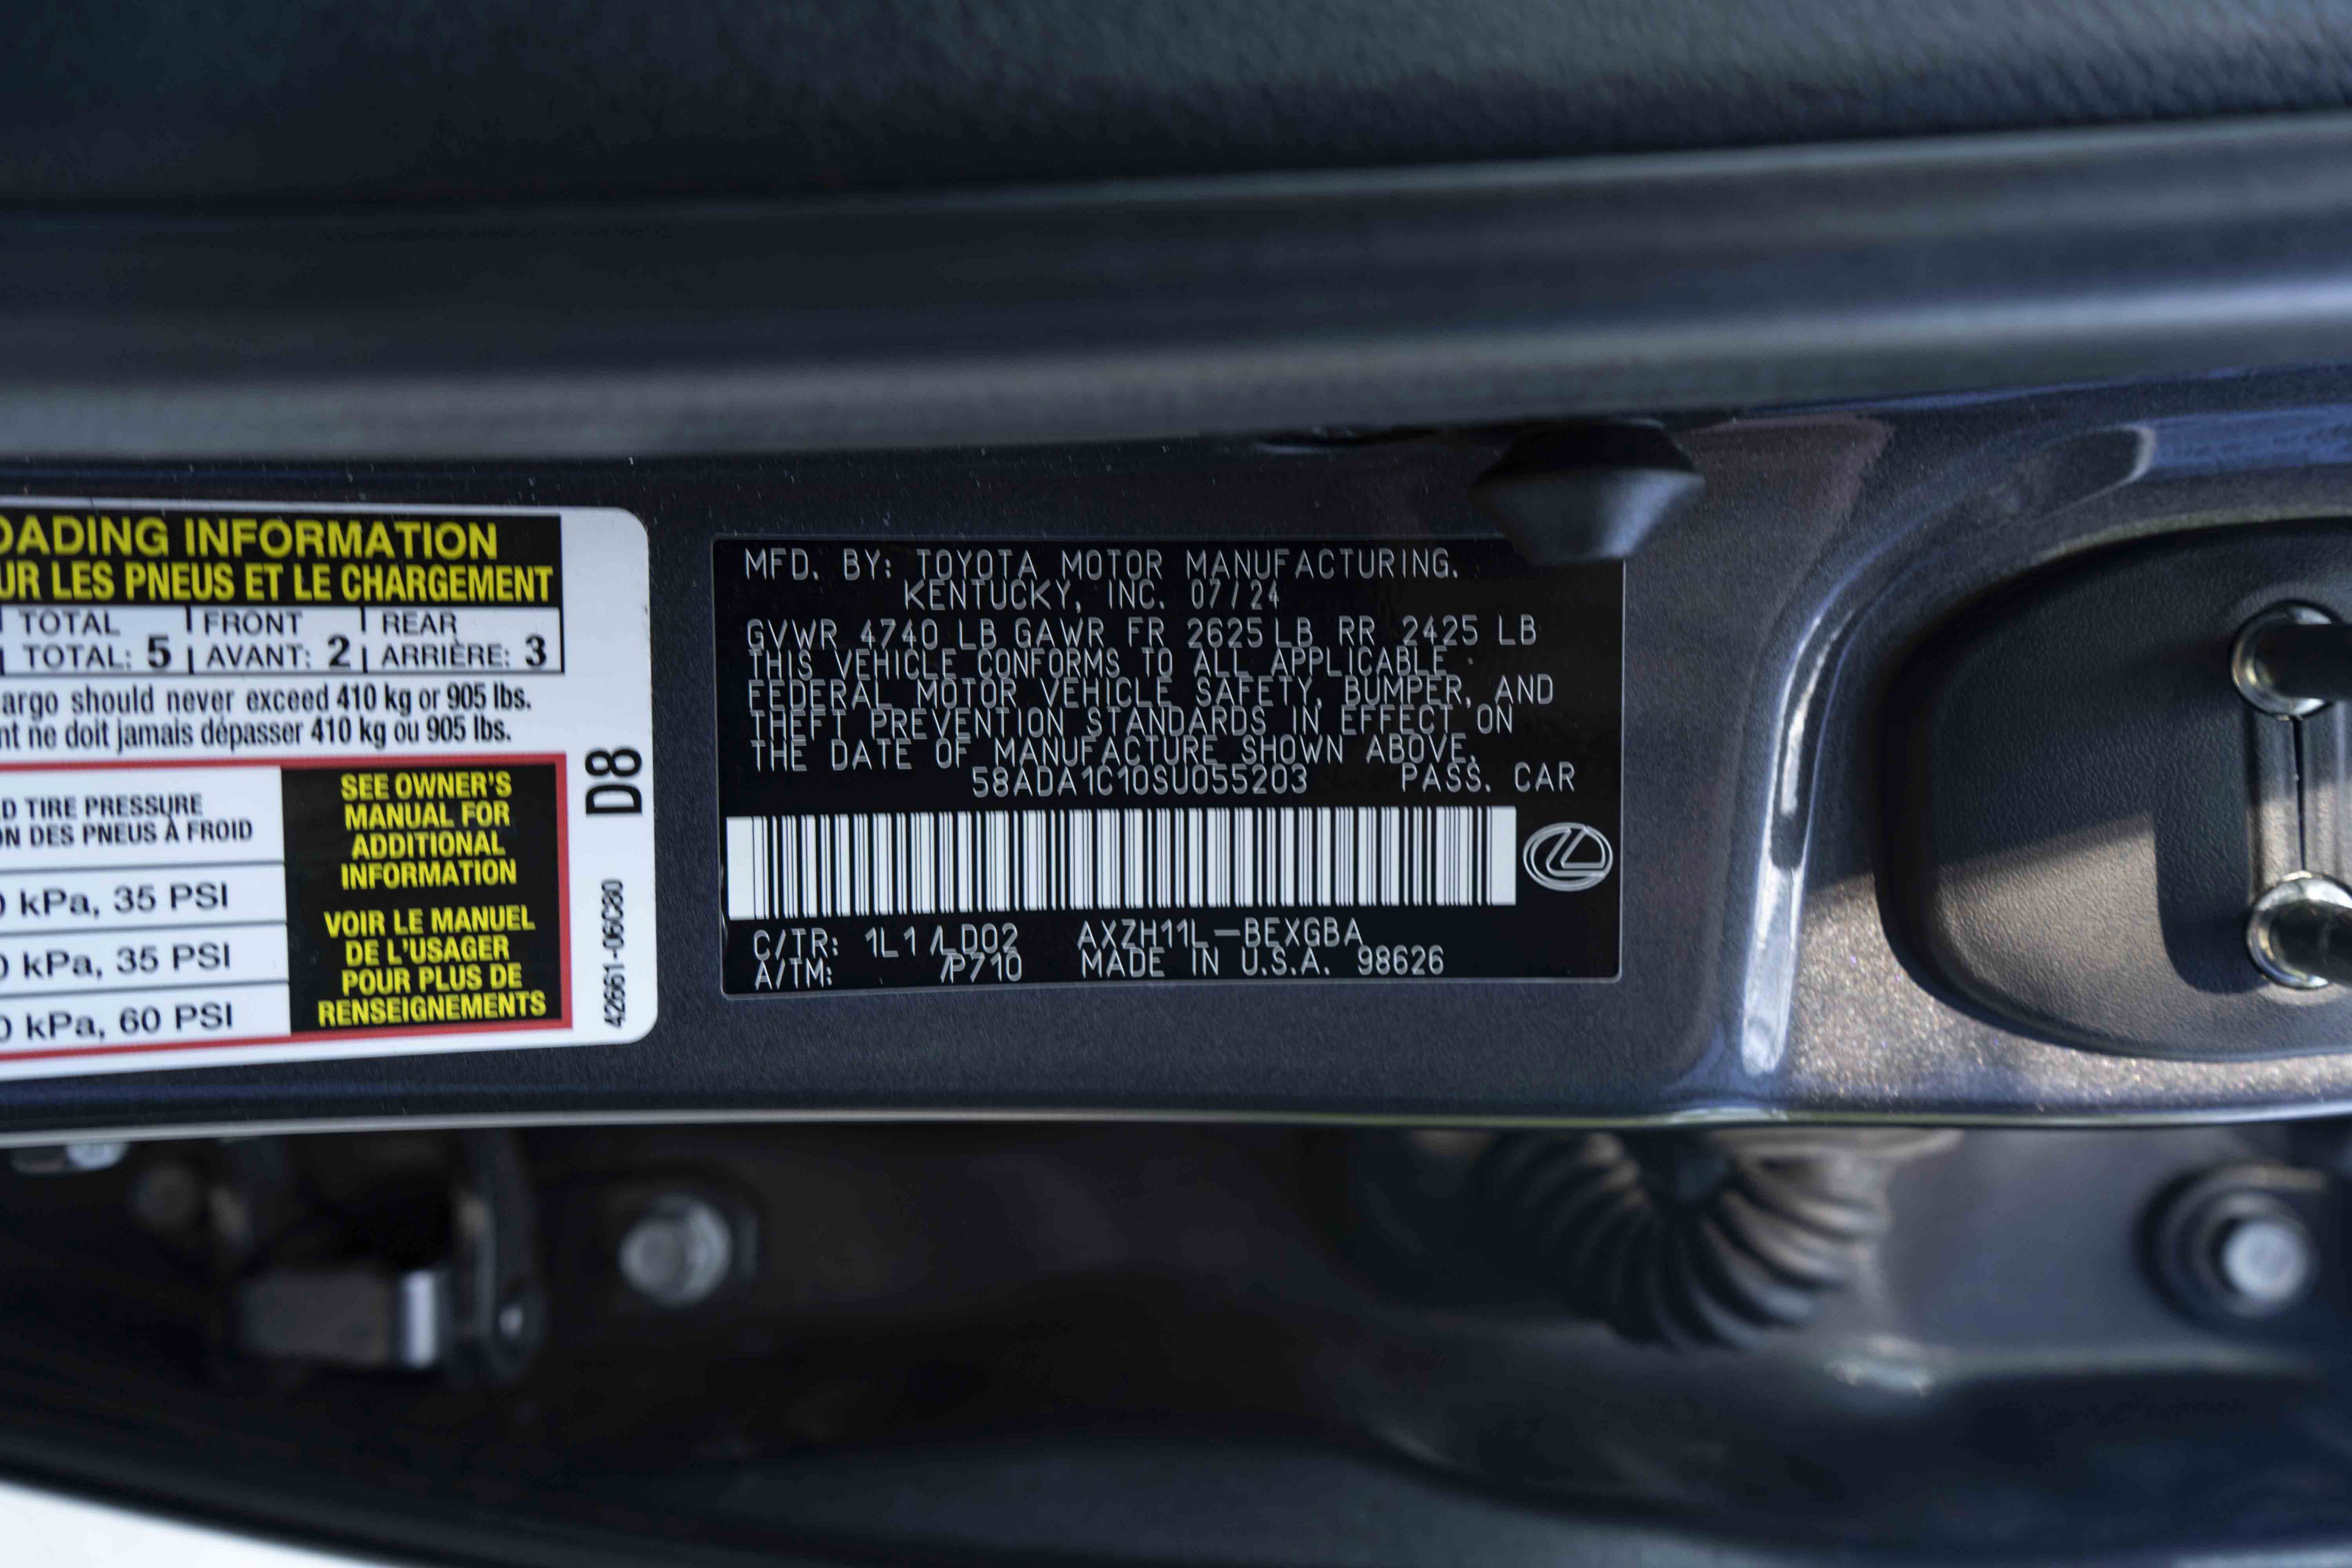 OADING INFORMATION
UR LES PNEUS ET LE CHARGEMENT
TOTAL FRONT REAR
TOTAL: 5 AVANT: 2 ARRIÈRE: 3
argo should never exceed 410 kg or 905 lbs.
nt ne doit jamais dépasser 410 kg ou 905 lbs.
D TIRE PRESSURE
ON DES PNEUS À FROID
0 kPa, 35 PSI
0 kPa, 35 PSI
0 kPa, 60 PSI
SEE OWNER'S
MANUAL FOR
ADDITIONAL
INFORMATION
VOIR LE MANUEL
DE L'USAGER
POUR PLUS DE
RENSEIGNEMENTS
D8
42661-06C80
MFD. BY: TOYOTA MOTOR MANUFACTURING.
KENTUCKY, INC. 07/24
GVWR 4740 LB GAWR FR 2625 LB RR 2425 LB
THIS VEHICLE CONFORMS TO ALL APPLICABLE
FEDERAL MOTOR VEHICLE SAFETY, BUMPER, AND
THEFT PREVENTION STANDARDS IN EFFECT ON
THE DATE OF MANUFACTURE SHOWN ABOVE.
58ADA1C10SU055203 PASS. CAR
C/TR: 1L1 /LD02 AXZH11L-BEXGBA
A/TM: /P710 MADE IN U.S.A. 98626